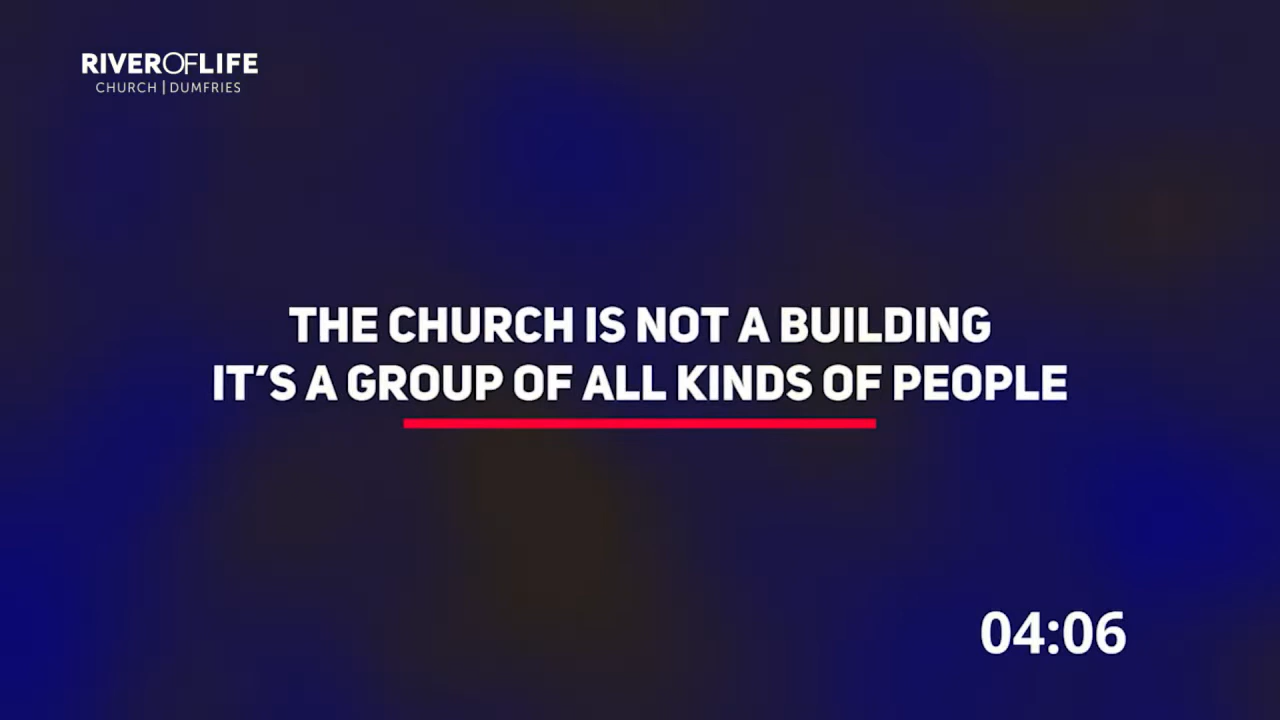 RIVEROFLIFE
CHURCH | DUMFRIES
THE CHURCH IS NOT A BUILDING
IT'S A GROUP OF ALL KINDS OF PEOPLE
04:06